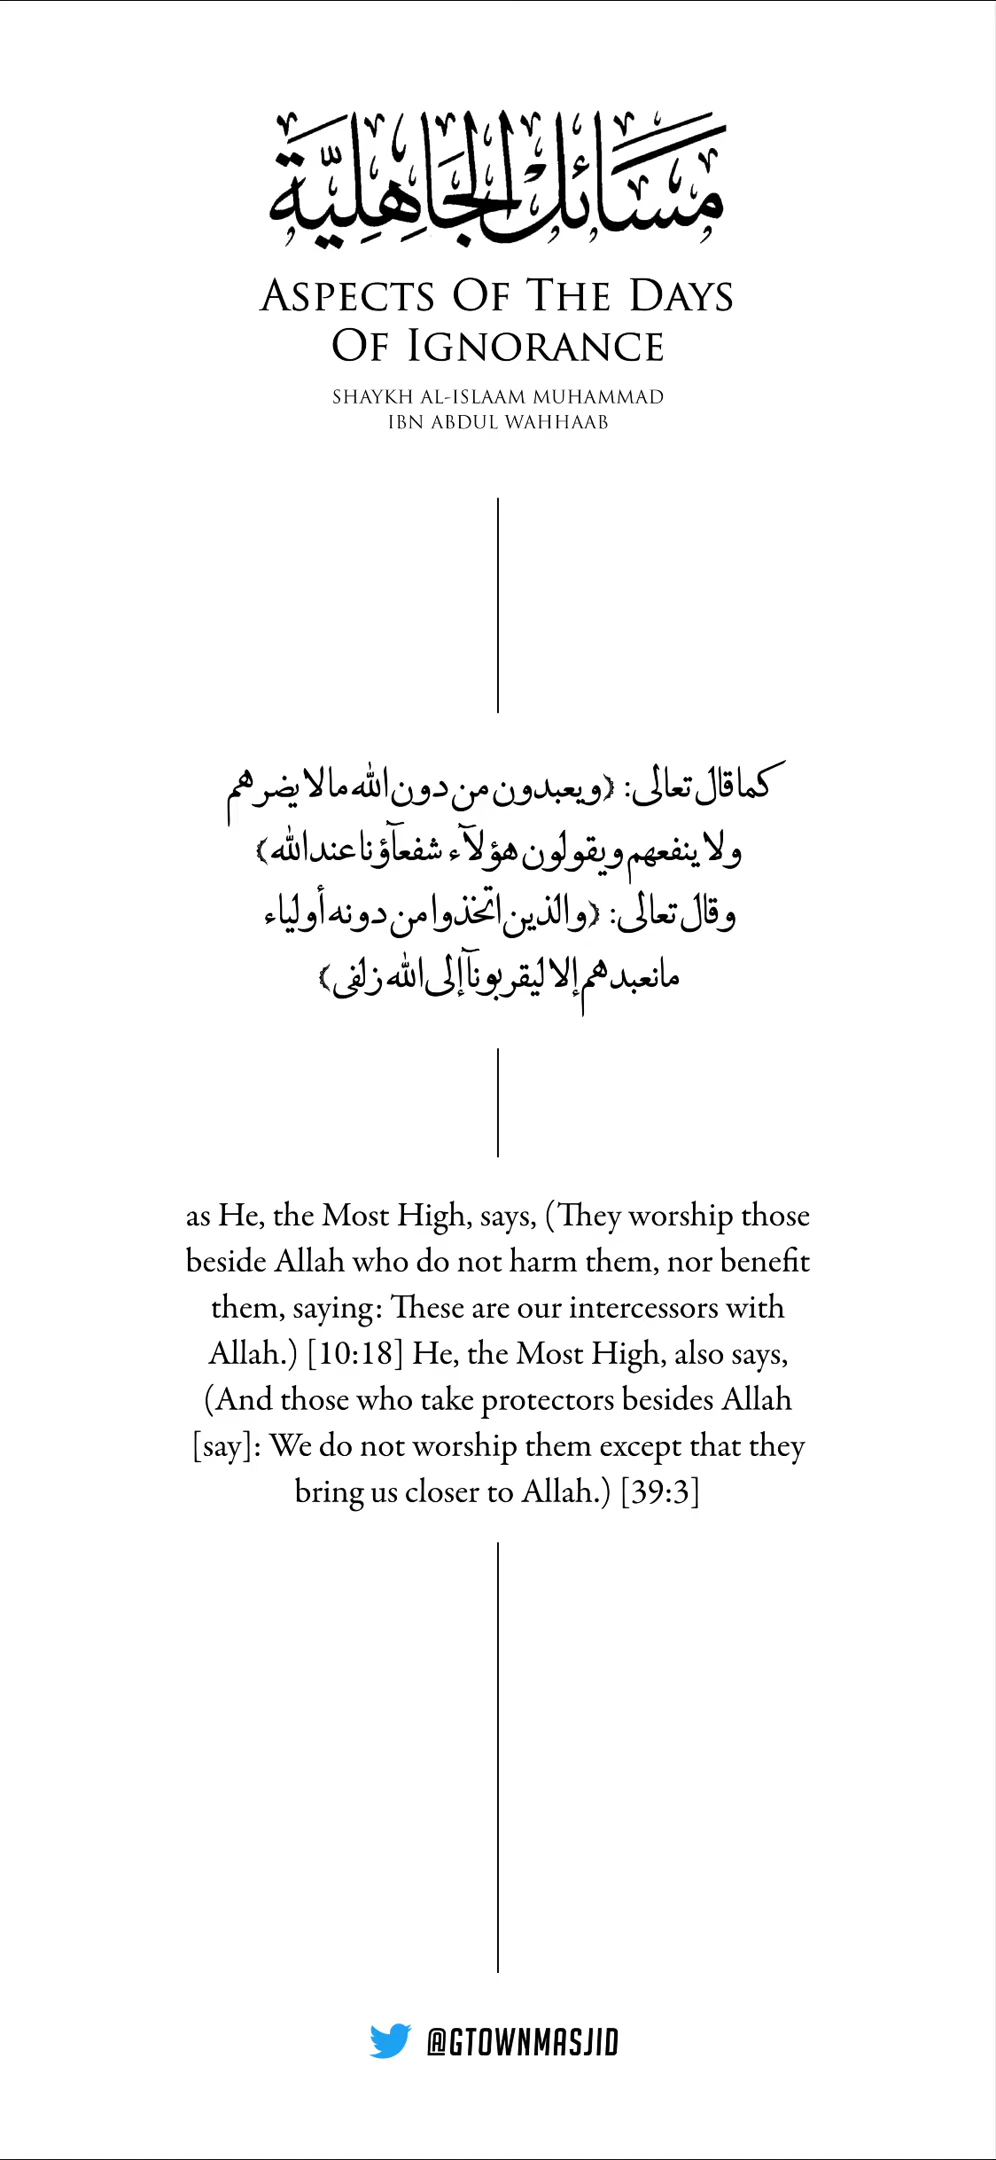 مَسَائِلُ الْجَاهِلِيَّةِ
ASPECTS OF THE DAYS
OF IGNORANCE
SHAYKH AL-ISLAAM MUHAMMAD
IBN ABDUL WAHHAAB
كما قال تعالى: ﴿ويعبدون من دون الله ما لا يضرهم
ولا ينفعهم ويقولون هؤلآء شفعآؤنا عند الله﴾
وقال تعالى: ﴿والذين اتخذوا من دونه أولياء
ما نعبدهم إلا ليقربونآ إلى الله زلفى﴾
as He, the Most High, says, (They worship those
beside Allah who do not harm them, nor benefit
them, saying: These are our intercessors with
Allah.) [10:18] He, the Most High, also says,
(And those who take protectors besides Allah
[say]: We do not worship them except that they
bring us closer to Allah.) [39:3]
@GTOWNMASJID